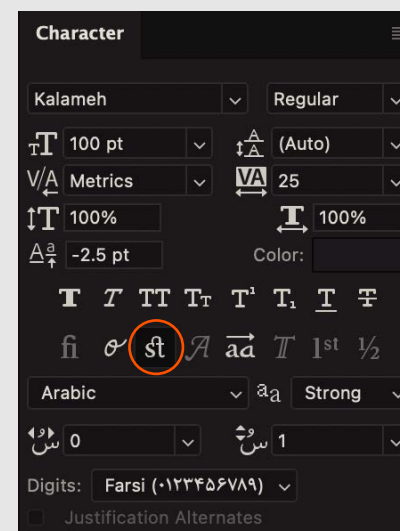 Character
Kalameh Regular
100 pt (Auto)
Metrics 25
100% 100%
-2.5 pt Color:
T T TT Tт T¹ T₁ T T
fi st A aa T 1st ½
Arabic aa Strong
0 1
Digits: Farsi (۰۱۲۳۴۵۶۷۸۹)
Justification Alternates